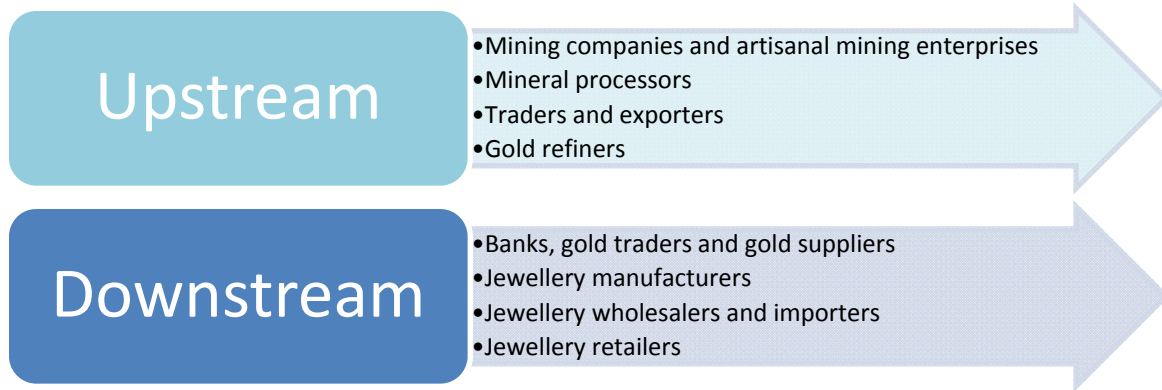 Upstream
•Mining companies and artisanal mining enterprises
•Mineral processors
•Traders and exporters
•Gold refiners
Downstream
•Banks, gold traders and gold suppliers
•Jewellery manufacturers
•Jewellery wholesalers and importers
•Jewellery retailers